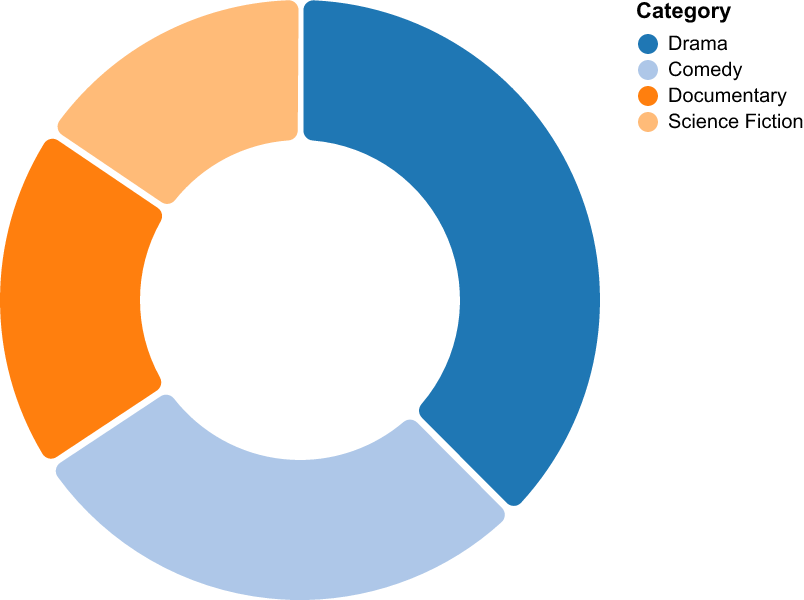 Category
Drama
Comedy
Documentary
Science Fiction